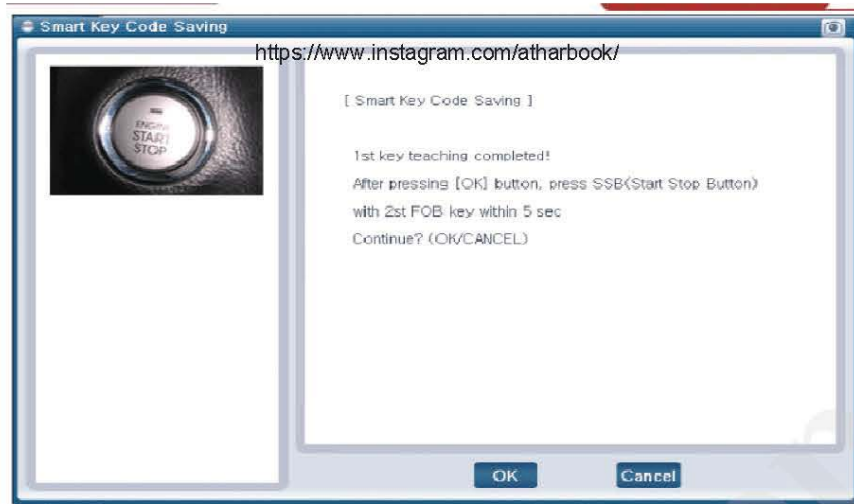 Smart Key Code Saving
https://www.instagram.com/atharbook/
ENGINE
START
STOP
[ Smart Key Code Saving ]
1st key teaching completed!
After pressing [OK] button, press SSB(Start Stop Button)
with 2st FOB key within 5 sec
Continue? (OK/CANCEL)
OK
Cancel